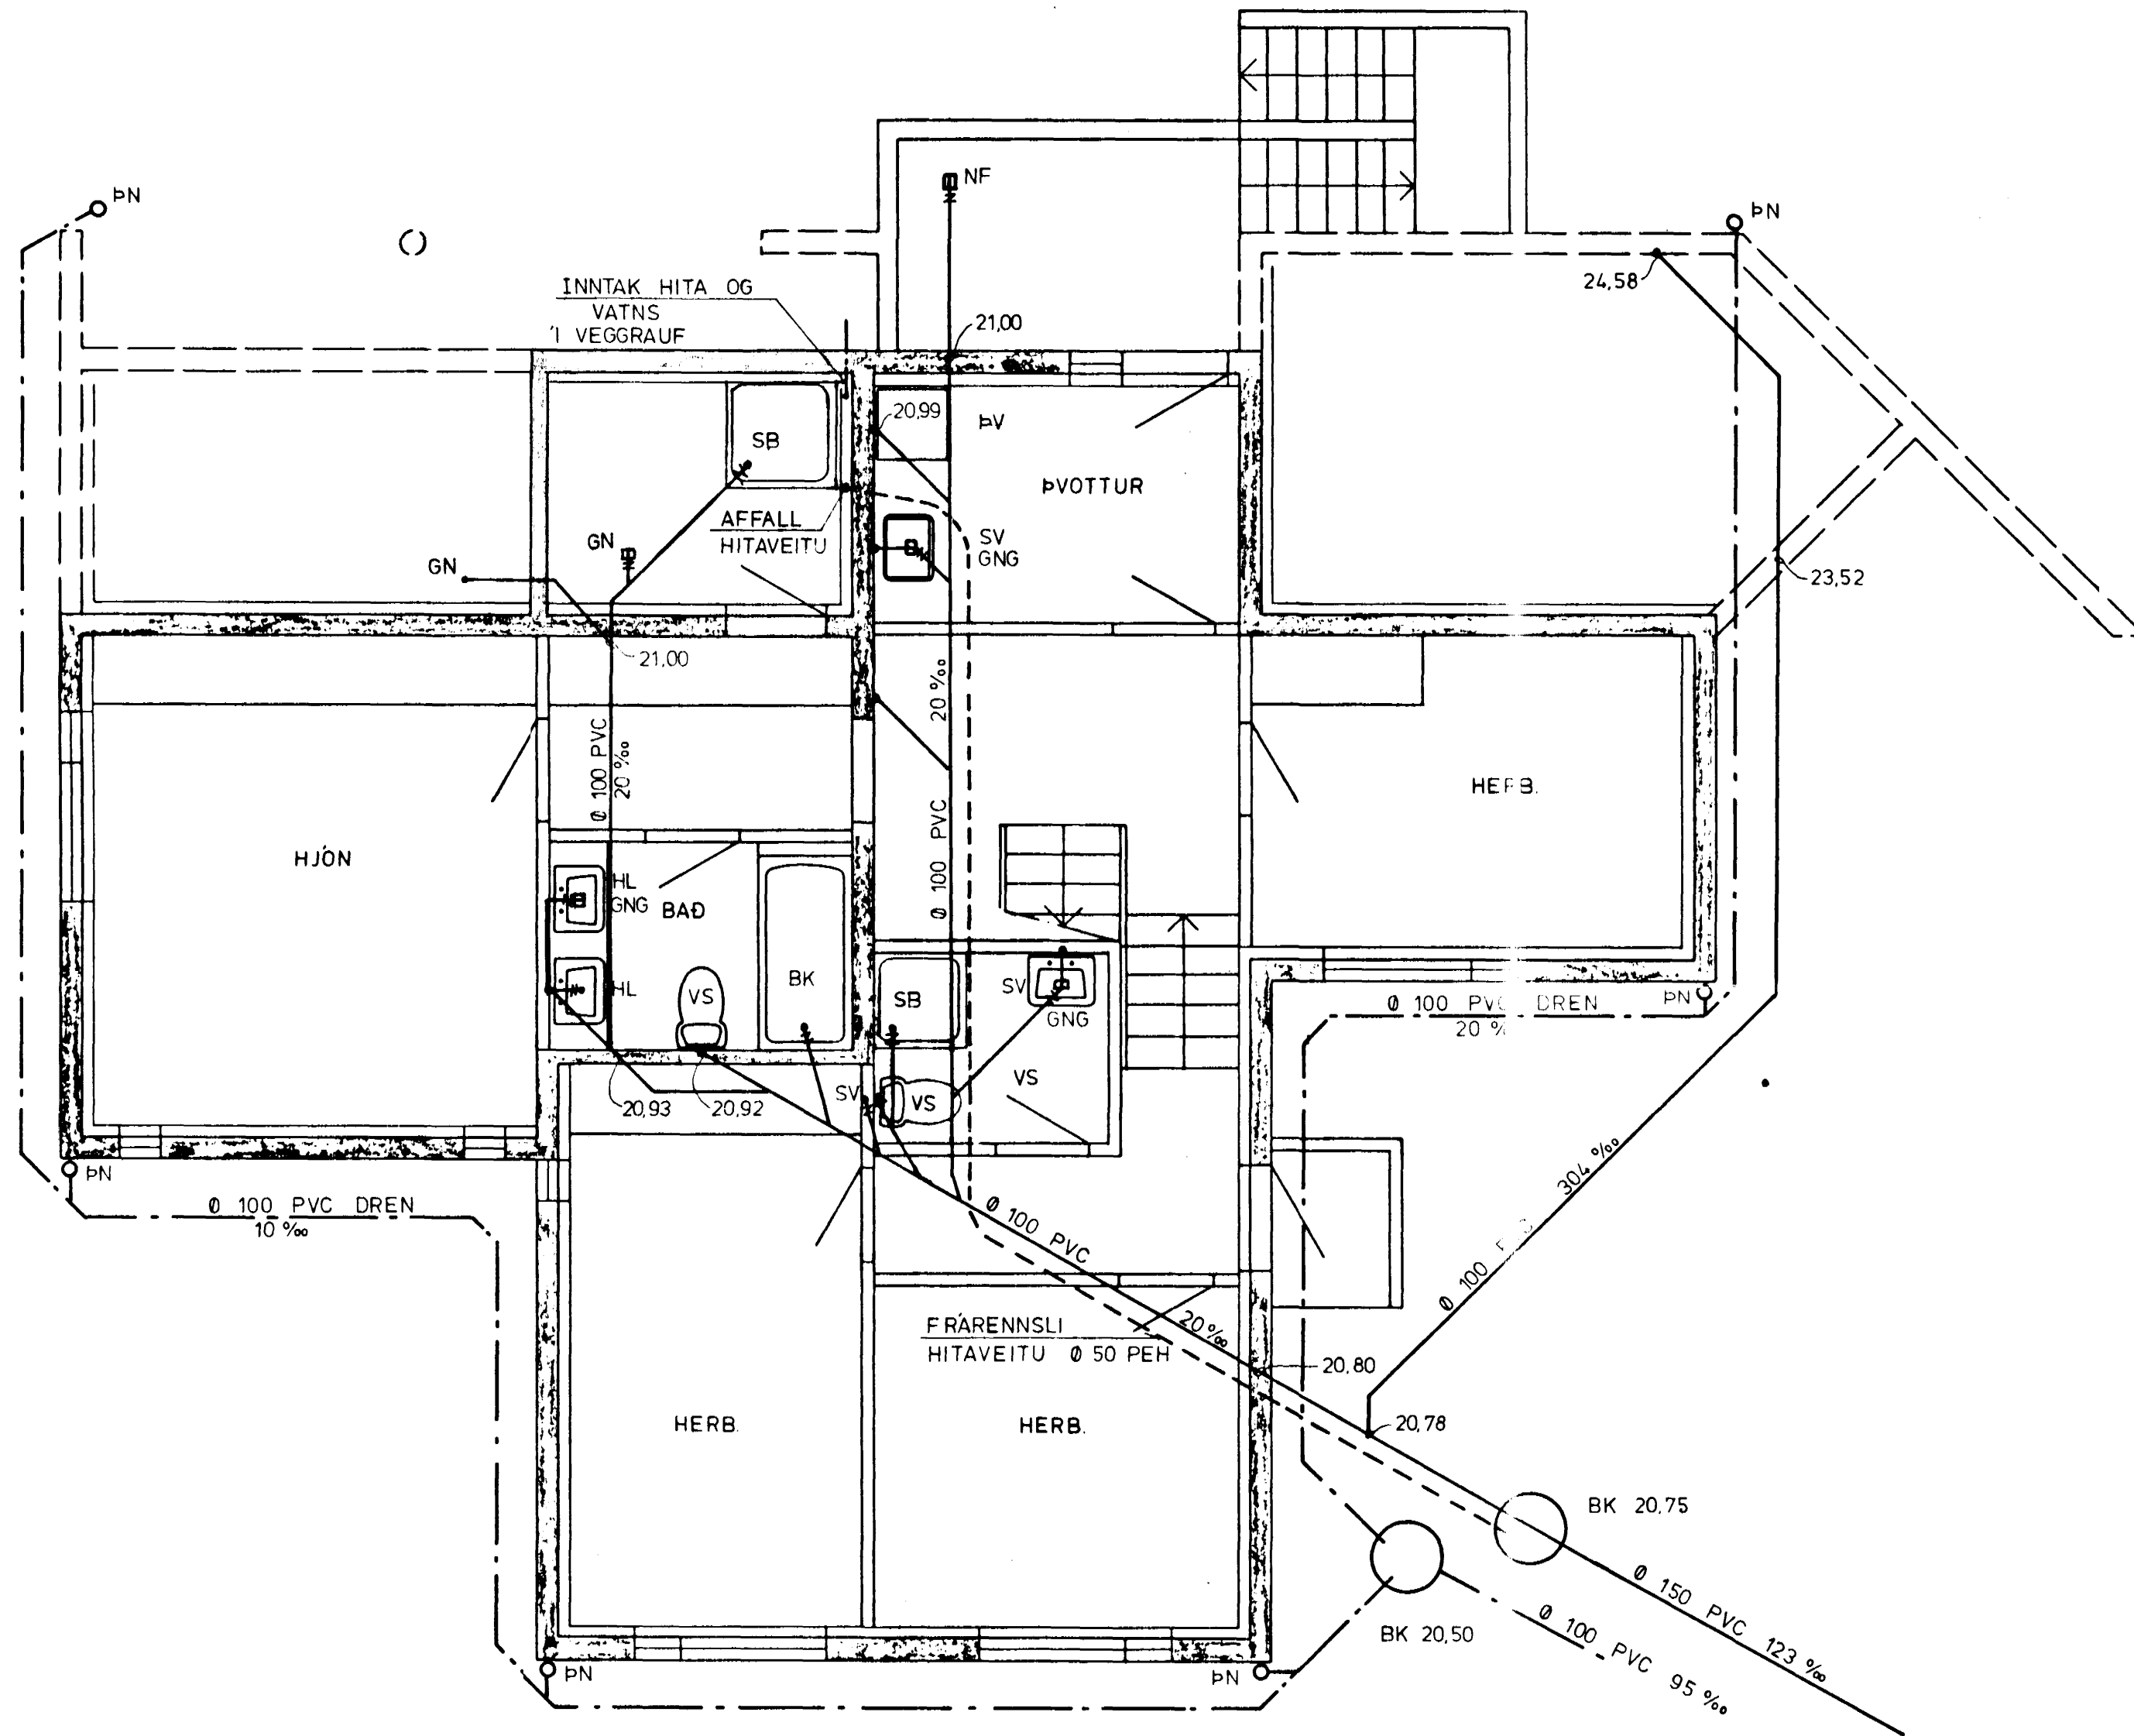 NF
ÞN
ÞN
24,58
INNTAK HITA OG
VATNS
Í VEGGRAUF
21,00
20,99
ÞV
SB
ÞVOTTUR
AFFALL
HITAVEITU
SV
GNG
GN
GN
23,52
21,00
20 ‰
Ø 100 PVC
20 ‰
Ø 100 PVC
HERB.
HJÓN
HL
GNG
BAÐ
HL
VS
BK
SB
SV
GNG
Ø 100 PVC DREN
20 ‰
ÞN
VS
SV
VS
20,93
20,92
ÞN
Ø 100 PVC DREN
10 ‰
304 ‰
Ø 100
Ø 100 PVC
20 ‰
FRÁRENNSLI
HITAVEITU Ø 50 PEH
20,80
HERB.
HERB.
20,78
BK 20,75
Ø 150 PVC 123 ‰
BK 20,50
Ø 100 PVC 95 ‰
ÞN
ÞN